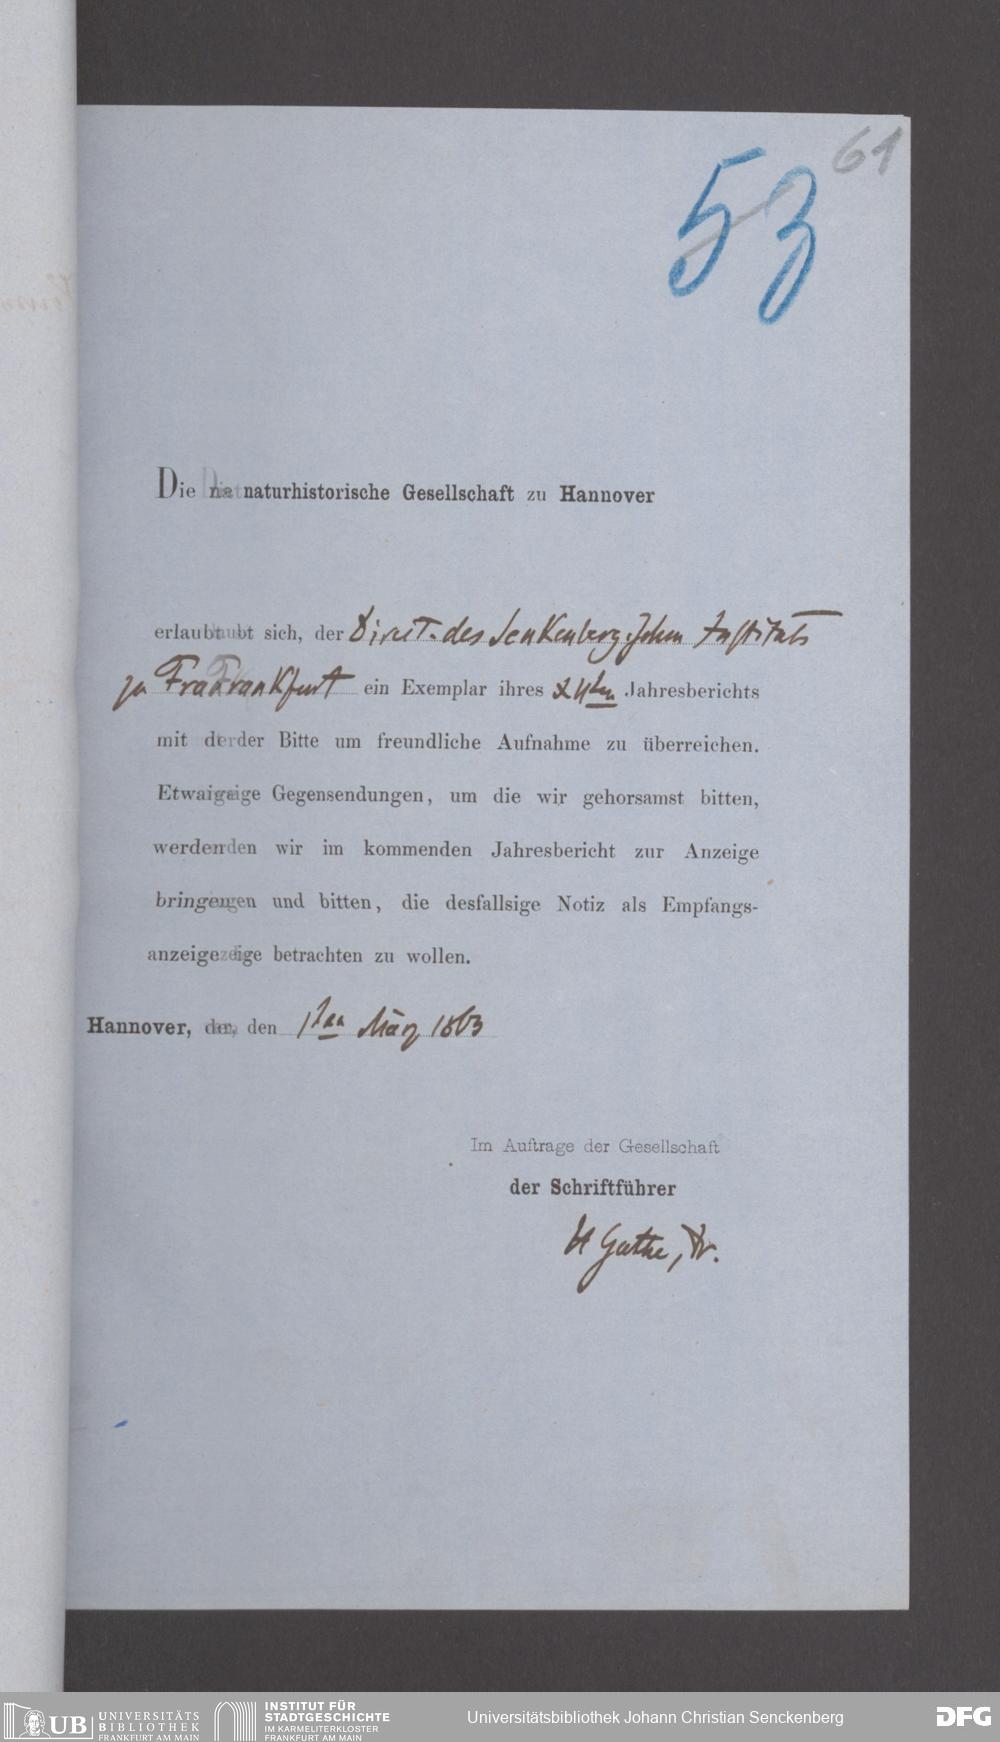 61
53
Die naturhistorische Gesellschaft zu Hannover
erlaubt sich, der Direct. des Senkenbergschen Instituts
zu Frankfurt ein Exemplar ihres 12ten Jahresberichts
mit der Bitte um freundliche Aufnahme zu überreichen.
Etwaige Gegensendungen, um die wir gehorsamst bitten,
werden wir im kommenden Jahresbericht zur Anzeige
bringen und bitten, die desfallsige Notiz als Empfangs-
anzeige betrachten zu wollen.
Hannover, den 1ten März 1863
Im Auftrage der Gesellschaft
der Schriftführer
Guthe, Dr.
UB UNIVERSITÄTS
BIBLIOTHEK
FRANKFURT AM MAIN
INSTITUT FÜR
STADTGESCHICHTE
IM KARMELITERKLOSTER
FRANKFURT AM MAIN
Universitätsbibliothek Johann Christian Senckenberg
DFG